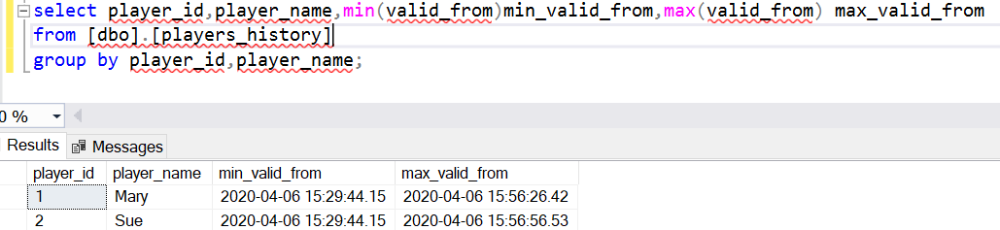 select player_id,player_name,min(valid_from)min_valid_from,max(valid_from) max_valid_from
from [dbo].[players_history]
group by player_id,player_name;
0 %
Results Messages
player_id player_name min_valid_from max_valid_from
1 Mary 2020-04-06 15:29:44.15 2020-04-06 15:56:26.42
2 Sue 2020-04-06 15:29:44.15 2020-04-06 15:56:56.53